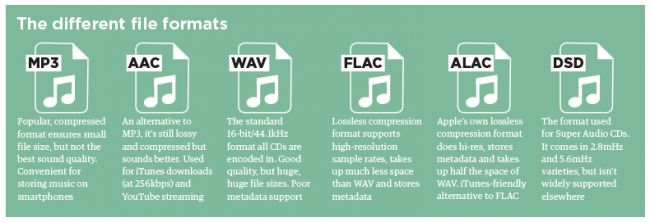 The different file formats
MP3
Popular, compressed
format ensures small
file size, but not the
best sound quality.
Convenient for
storing music on
smartphones
AAC
An alternative to
MP3, it's still lossy
and compressed but
sounds better. Used
for iTunes downloads
(at 256kbps) and
YouTube streaming
WAV
The standard
16-bit/44.1kHz
format all CDs are
encoded in. Good
quality, but huge,
huge file sizes. Poor
metadata support
FLAC
Lossless compression
format supports
high-resolution
sample rates, takes
up much less space
than WAV and stores
metadata
ALAC
Apple's own lossless
compression format
does hi-res, stores
metadata and takes
up half the space of
WAV. iTunes-friendly
alternative to FLAC
DSD
The format used
for Super Audio CDs.
It comes in 2.8mHz
and 5.6mHz
varieties, but isn't
widely supported
elsewhere